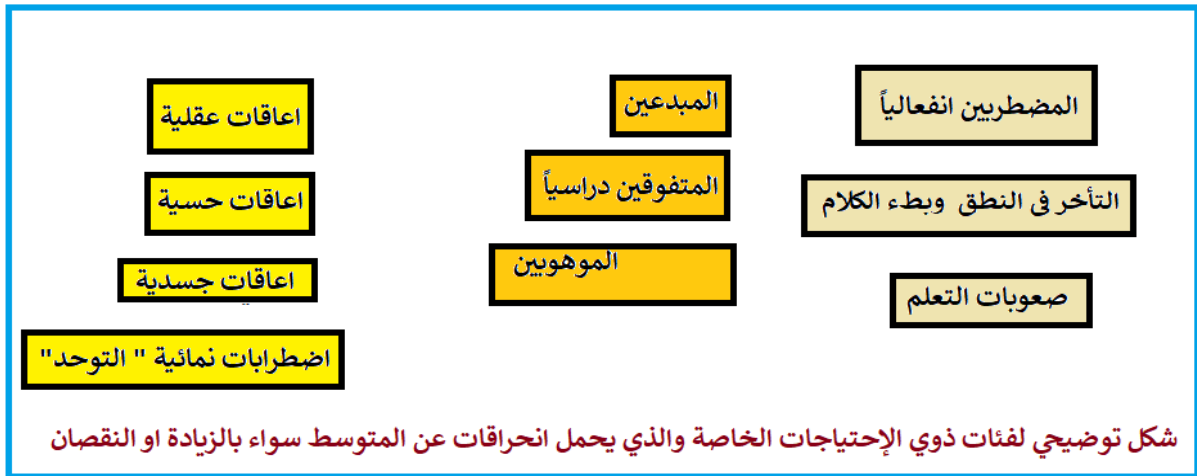 المضطربين انفعالياً
التأخر فى النطق وبطء الكلام
صعوبات التعلم
المبدعين
المتفوقين دراسياً
الموهوبين
اعاقات عقلية
اعاقات حسية
اعاقات جسدية
اضطرابات نمائية " التوحد"
شكل توضيحي لفئات ذوي الإحتياجات الخاصة والذي يحمل انحراقات عن المتوسط سواء بالزيادة او النقصان